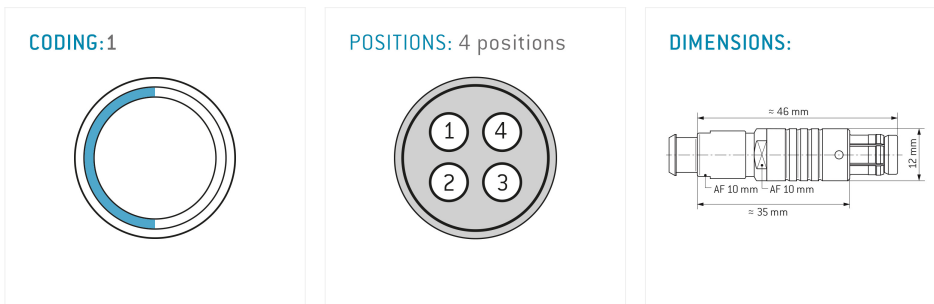 CODING:1
POSITIONS: 4 positions
1 4
2 3
DIMENSIONS:
≈ 46 mm
12 mm
AF 10 mm AF 10 mm
≈ 35 mm